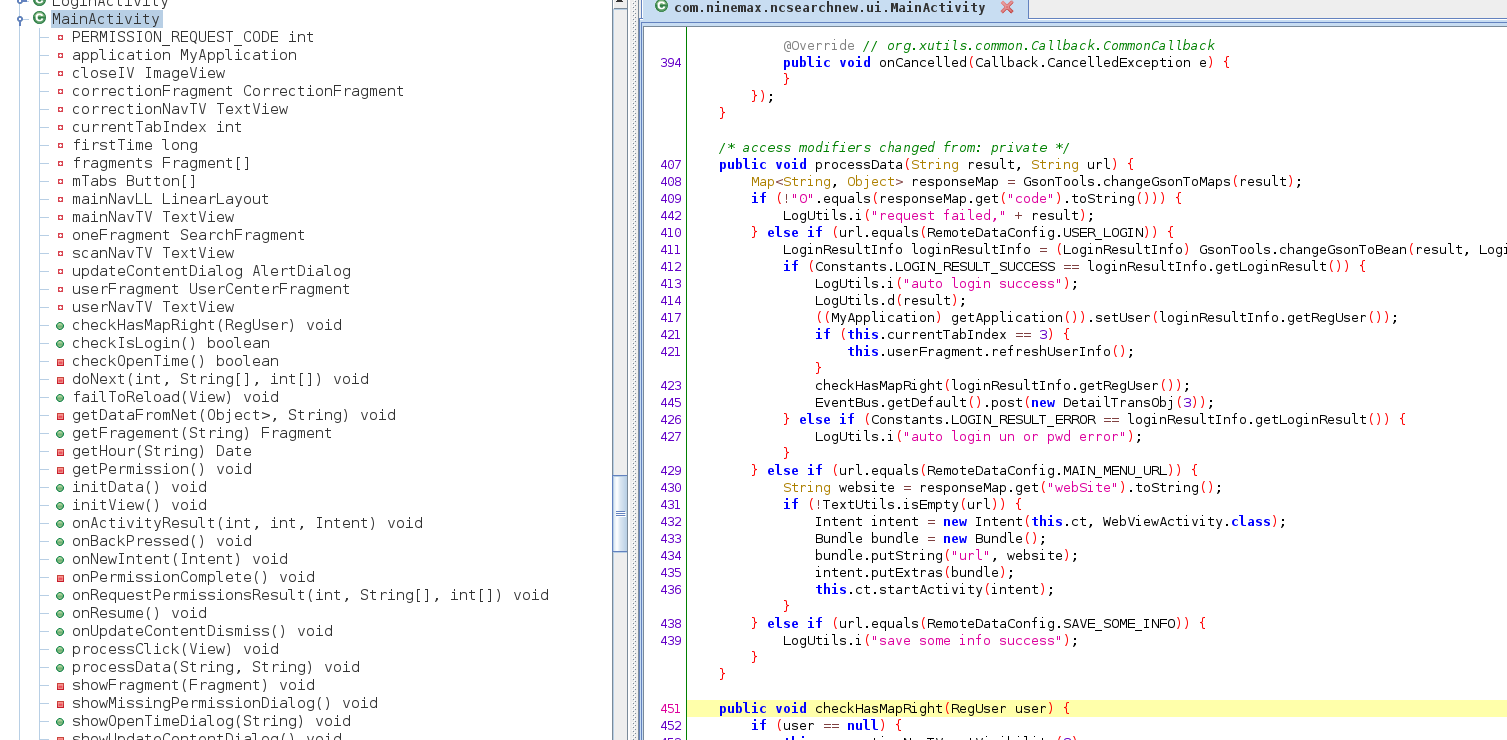 LoginActivity
MainActivity
PERMISSION_REQUEST_CODE int
application MyApplication
closeIV ImageView
correctionFragment CorrectionFragment
correctionNavTV TextView
currentTabIndex int
firstTime long
fragments Fragment[]
mTabs Button[]
mainNavLL LinearLayout
mainNavTV TextView
oneFragment SearchFragment
scanNavTV TextView
updateContentDialog AlertDialog
userFragment UserCenterFragment
userNavTV TextView
checkHasMapRight(RegUser) void
checkIsLogin() boolean
checkOpenTime() boolean
doNext(int, String[], int[]) void
failToReload(View) void
getDataFromNet(Object>, String) void
getFragement(String) Fragment
getHour(String) Date
getPermission() void
initData() void
initView() void
onActivityResult(int, int, Intent) void
onBackPressed() void
onNewIntent(Intent) void
onPermissionComplete() void
onRequestPermissionsResult(int, String[], int[]) void
onResume() void
onUpdateContentDismiss() void
processClick(View) void
processData(String, String) void
showFragment(Fragment) void
showMissingPermissionDialog() void
showOpenTimeDialog(String) void
showUpdateContentDialog() void
com.ninemax.ncsearchnew.ui.MainActivity
@Override // org.xutils.common.Callback.CommonCallback
394 public void onCancelled(Callback.CancelledException e) {
}
});
}
/* access modifiers changed from: private */
407 public void processData(String result, String url) {
408 Map<String, Object> responseMap = GsonTools.changeGsonToMaps(result);
409 if (!"0".equals(responseMap.get("code").toString())) {
442 LogUtils.i("request failed," + result);
410 } else if (url.equals(RemoteDataConfig.USER_LOGIN)) {
411 LoginResultInfo loginResultInfo = (LoginResultInfo) GsonTools.changeGsonToBean(result, Logi
412 if (Constants.LOGIN_RESULT_SUCCESS == loginResultInfo.getLoginResult()) {
413 LogUtils.i("auto login success");
414 LogUtils.d(result);
417 ((MyApplication) getApplication()).setUser(loginResultInfo.getRegUser());
421 if (this.currentTabIndex == 3) {
421 this.userFragment.refreshUserInfo();
}
423 checkHasMapRight(loginResultInfo.getRegUser());
445 EventBus.getDefault().post(new DetailTransObj(3));
426 } else if (Constants.LOGIN_RESULT_ERROR == loginResultInfo.getLoginResult()) {
427 LogUtils.i("auto login un or pwd error");
}
429 } else if (url.equals(RemoteDataConfig.MAIN_MENU_URL)) {
430 String website = responseMap.get("webSite").toString();
431 if (!TextUtils.isEmpty(url)) {
432 Intent intent = new Intent(this.ct, WebViewActivity.class);
433 Bundle bundle = new Bundle();
434 bundle.putString("url", website);
435 intent.putExtras(bundle);
436 this.ct.startActivity(intent);
}
438 } else if (url.equals(RemoteDataConfig.SAVE_SOME_INFO)) {
439 LogUtils.i("save some info success");
}
}
451 public void checkHasMapRight(RegUser user) {
452 if (user == null) {